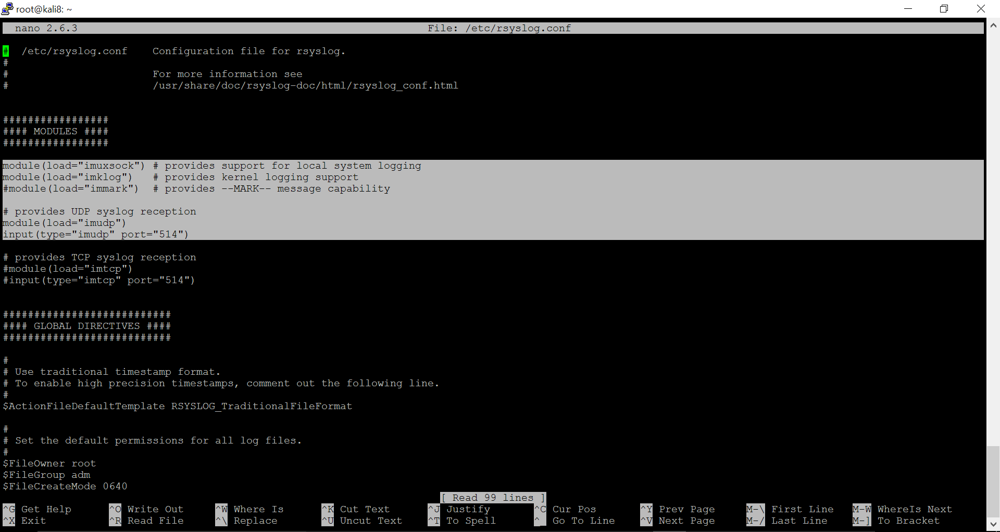 root@kali8: ~
nano 2.6.3 File: /etc/rsyslog.conf
#  /etc/rsyslog.conf    Configuration file for rsyslog.
#
#                       For more information see
#                       /usr/share/doc/rsyslog-doc/html/rsyslog_conf.html
#################
#### MODULES ####
#################
module(load="imuxsock") # provides support for local system logging
module(load="imklog")   # provides kernel logging support
#module(load="immark")  # provides --MARK-- message capability
# provides UDP syslog reception
module(load="imudp")
input(type="imudp" port="514")
# provides TCP syslog reception
#module(load="imtcp")
#input(type="imtcp" port="514")
###########################
#### GLOBAL DIRECTIVES ####
###########################
#
# Use traditional timestamp format.
# To enable high precision timestamps, comment out the following line.
#
$ActionFileDefaultTemplate RSYSLOG_TraditionalFileFormat
#
# Set the default permissions for all log files.
#
$FileOwner root
$FileGroup adm
$FileCreateMode 0640
[ Read 99 lines ]
^G Get Help ^O Write Out ^W Where Is ^K Cut Text ^J Justify ^C Cur Pos ^Y Prev Page M-\ First Line M-W WhereIs Next
^X Exit ^R Read File ^\ Replace ^U Uncut Text ^T To Spell ^_ Go To Line ^V Next Page M-/ Last Line M-] To Bracket